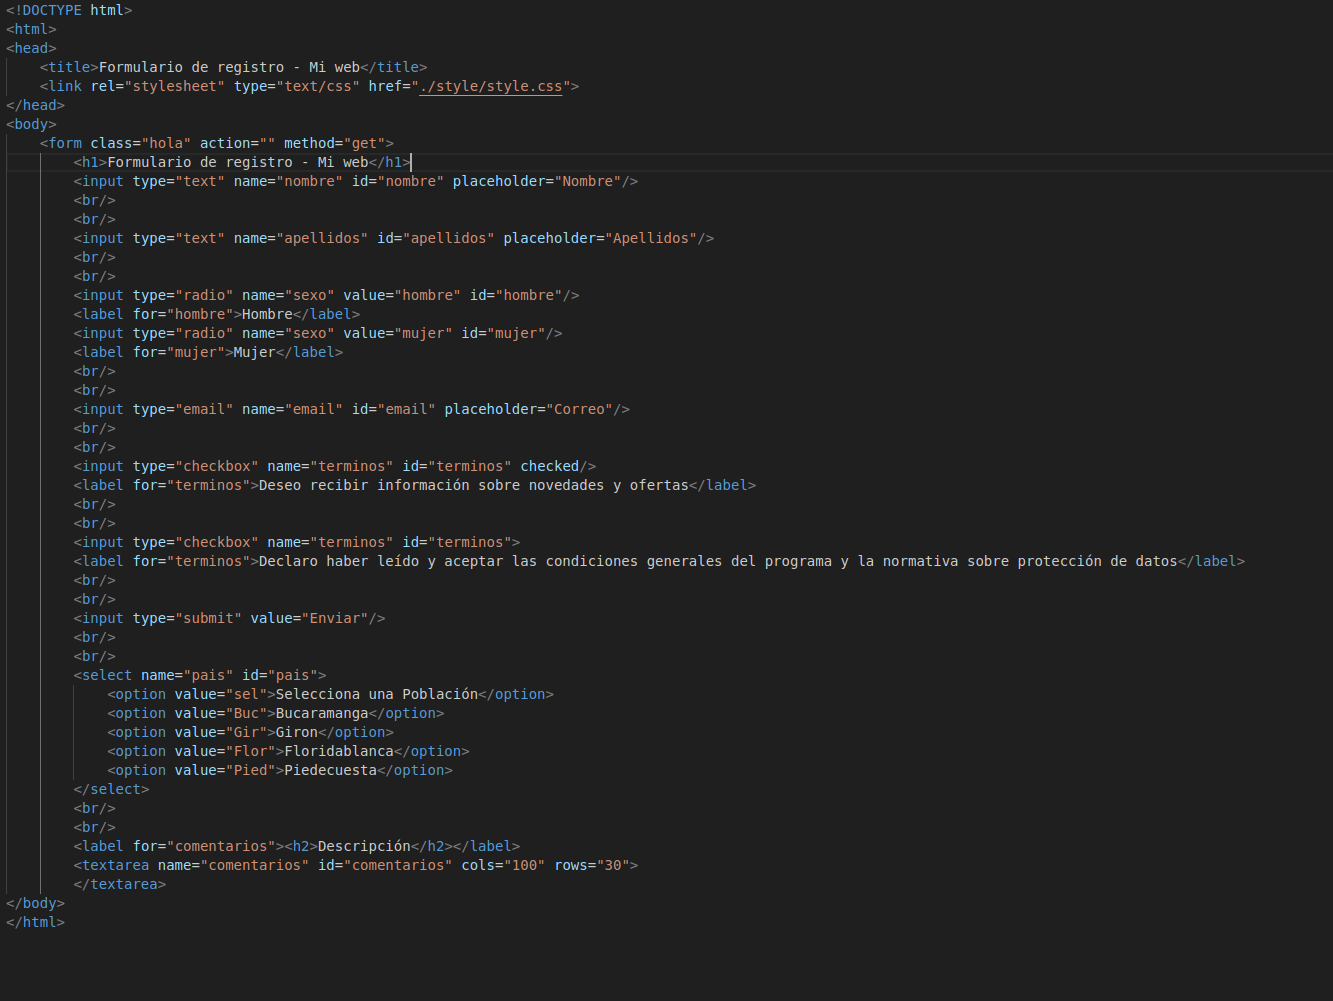 <!DOCTYPE html>
<html>
<head>
    <title>Formulario de registro - Mi web</title>
    <link rel="stylesheet" type="text/css" href="./style/style.css">
</head>
<body>
    <form class="hola" action="" method="get">
        <h1>Formulario de registro - Mi web</h1>
        <input type="text" name="nombre" id="nombre" placeholder="Nombre"/>
        <br/>
        <br/>
        <input type="text" name="apellidos" id="apellidos" placeholder="Apellidos"/>
        <br/>
        <br/>
        <input type="radio" name="sexo" value="hombre" id="hombre"/>
        <label for="hombre">Hombre</label>
        <input type="radio" name="sexo" value="mujer" id="mujer"/>
        <label for="mujer">Mujer</label>
        <br/>
        <br/>
        <input type="email" name="email" id="email" placeholder="Correo"/>
        <br/>
        <br/>
        <input type="checkbox" name="terminos" id="terminos" checked/>
        <label for="terminos">Deseo recibir información sobre novedades y ofertas</label>
        <br/>
        <br/>
        <input type="checkbox" name="terminos" id="terminos">
        <label for="terminos">Declaro haber leído y aceptar las condiciones generales del programa y la normativa sobre protección de datos</label>
        <br/>
        <br/>
        <input type="submit" value="Enviar"/>
        <br/>
        <br/>
        <select name="pais" id="pais">
            <option value="sel">Selecciona una Población</option>
            <option value="Buc">Bucaramanga</option>
            <option value="Gir">Giron</option>
            <option value="Flor">Floridablanca</option>
            <option value="Pied">Piedecuesta</option>
        </select>
        <br/>
        <br/>
        <label for="comentarios"><h2>Descripción</h2></label>
        <textarea name="comentarios" id="comentarios" cols="100" rows="30">
        </textarea>
</body>
</html>